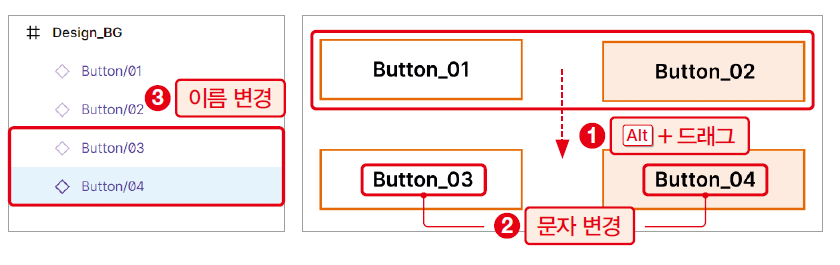 Design_BG
Button/01
Button/02
Button/03
Button/04
3 이름 변경
Button_01
Button_02
1 Alt + 드래그
Button_03
Button_04
2 문자 변경